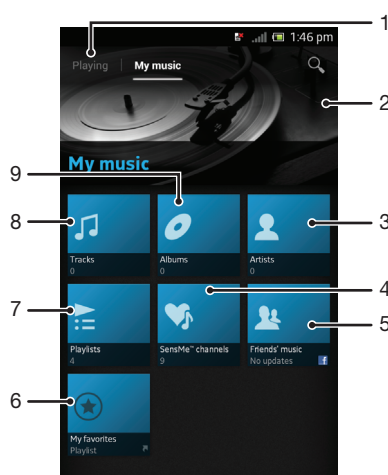 1
1:46 pm
Playing | My music
2
My music
9
8
3
Tracks
0
Albums
0
Artists
0
4
7
5
Playlists
4
SensMe™ channels
9
Friends' music
No updates
f
6
My favorites
Playlist